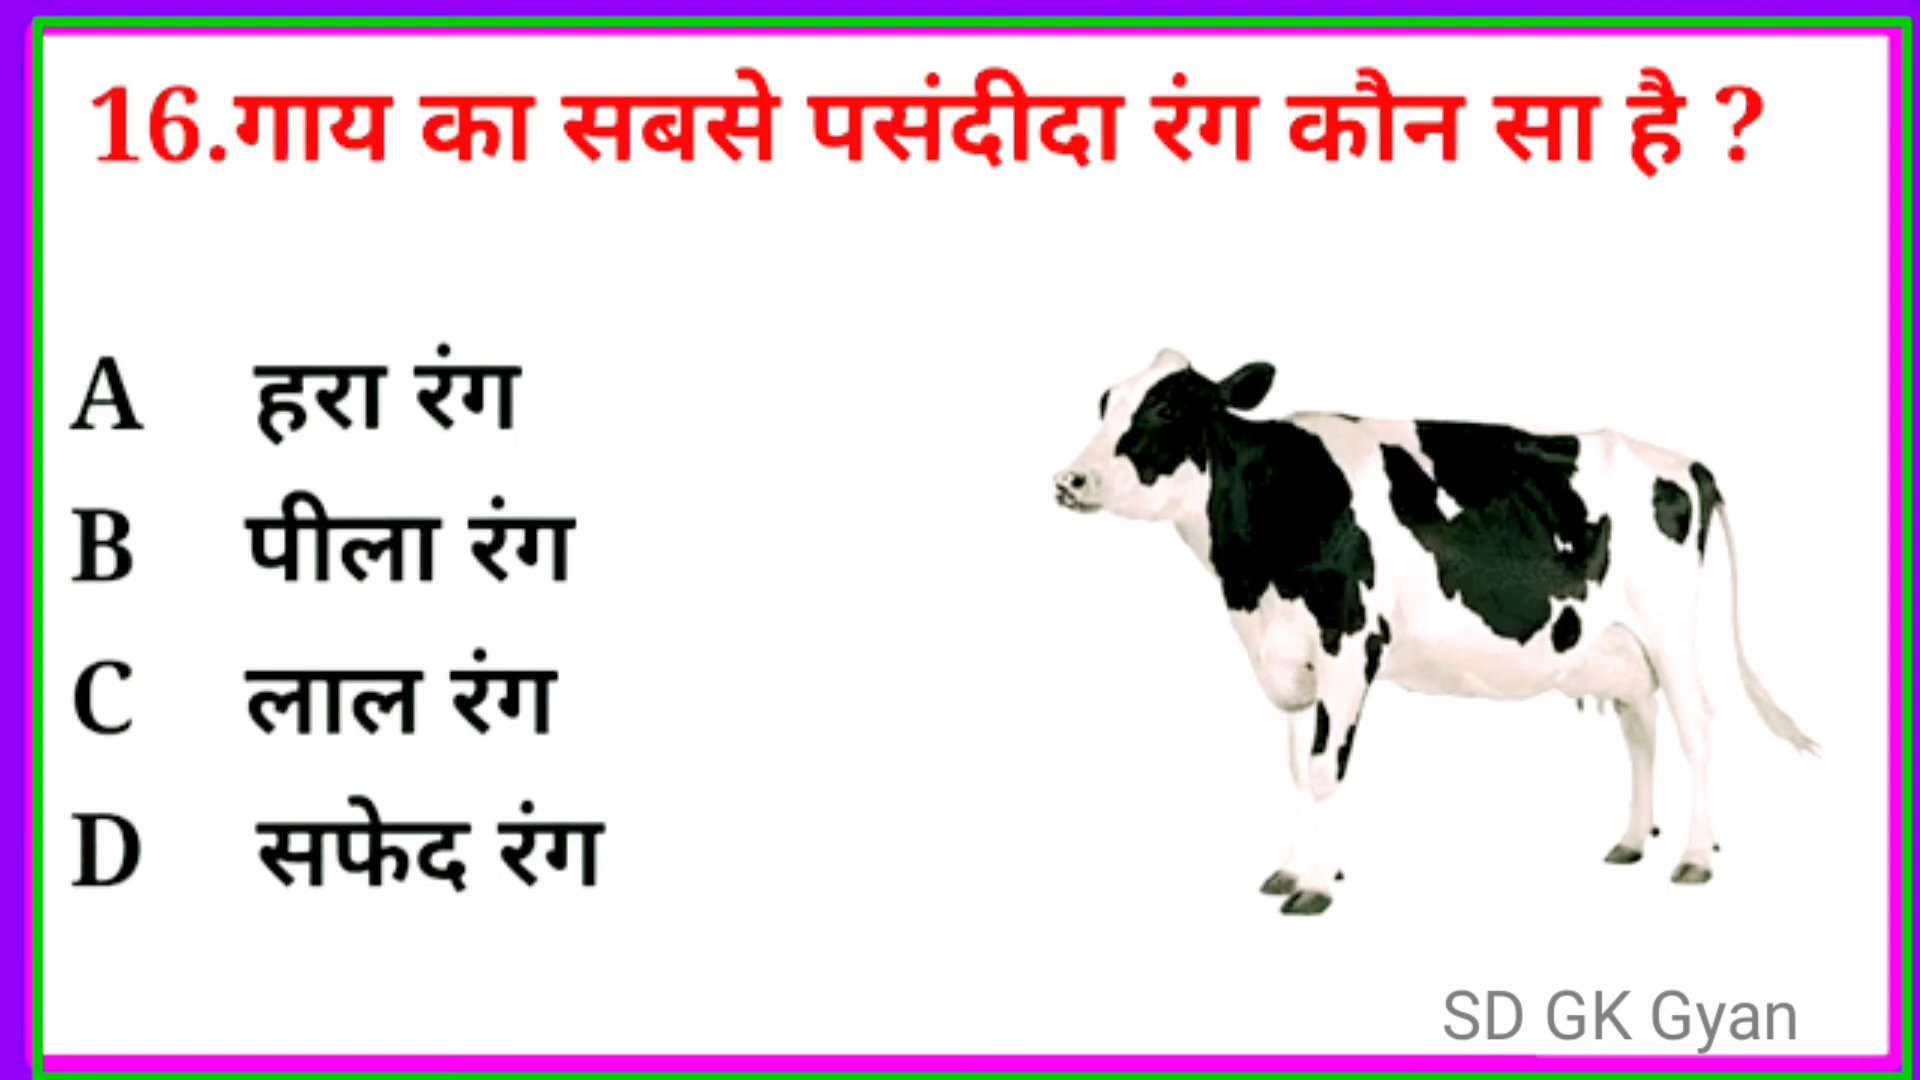 16.गाय का सबसे पसंदीदा रंग कौन सा है ?
A हरा रंग
B पीला रंग
C लाल रंग
D सफेद रंग
SD GK Gyan